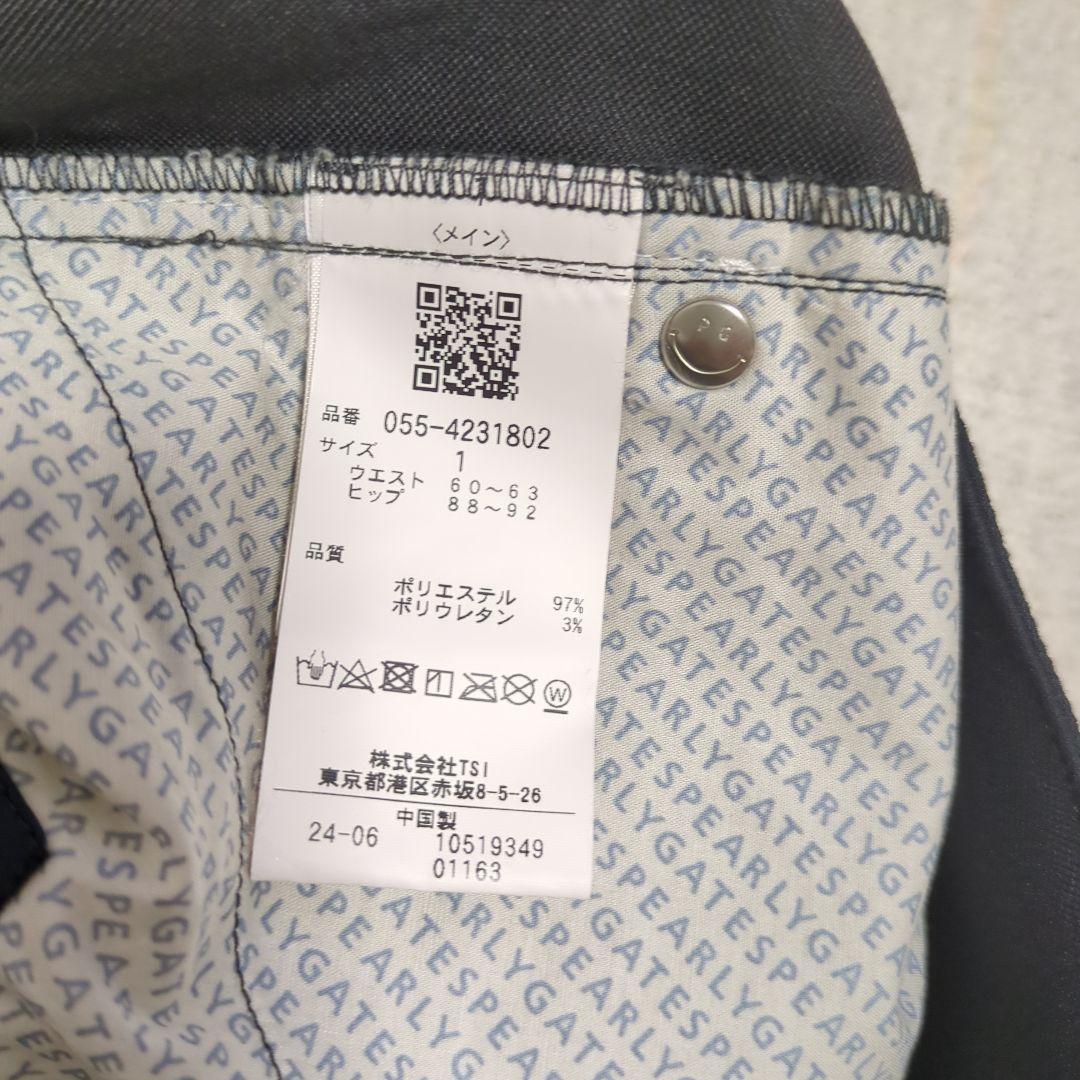 〈メイン〉
品番 055-4231802
サイズ 1
ウエスト 60～63
ヒップ 88～92
品質
ポリエステル 97%
ポリウレタン 3%
W
株式会社TSI
東京都港区赤坂8-5-26
中国製
24-06 10519349
01163
P G
PEARLYGATES